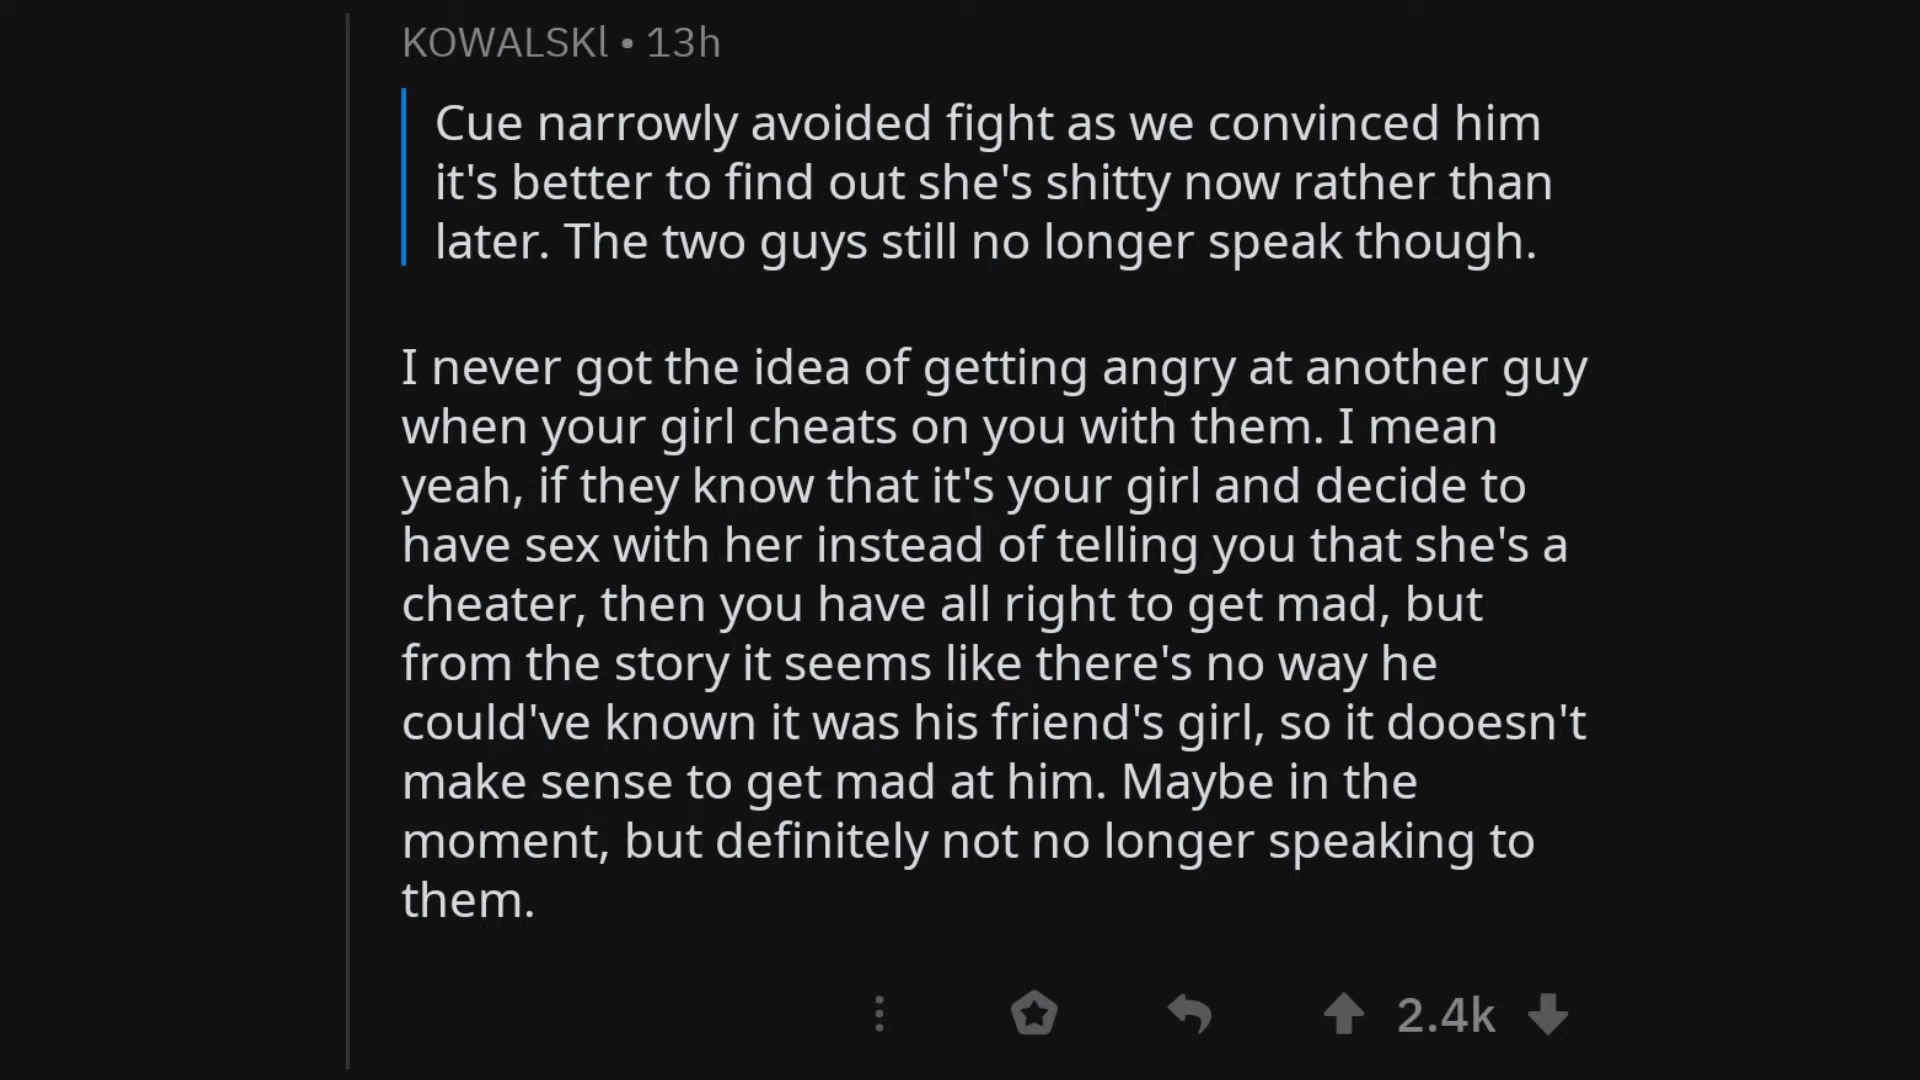 KOWALSKl • 13h
Cue narrowly avoided fight as we convinced him
it's better to find out she's shitty now rather than
later. The two guys still no longer speak though.
I never got the idea of getting angry at another guy
when your girl cheats on you with them. I mean
yeah, if they know that it's your girl and decide to
have sex with her instead of telling you that she's a
cheater, then you have all right to get mad, but
from the story it seems like there's no way he
could've known it was his friend's girl, so it dooesn't
make sense to get mad at him. Maybe in the
moment, but definitely not no longer speaking to
them.
2.4k